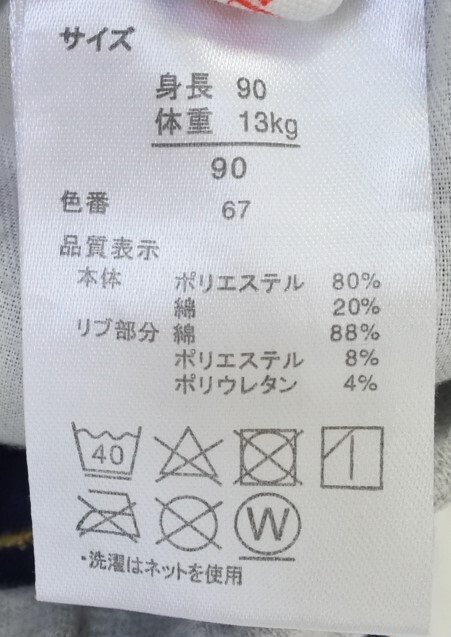 サイズ
身長 90
体重 13kg
90
色番 67
品質表示
本体 ポリエステル 80%
綿 20%
リブ部分 綿 88%
ポリエステル 8%
ポリウレタン 4%
40
W
・洗濯はネットを使用